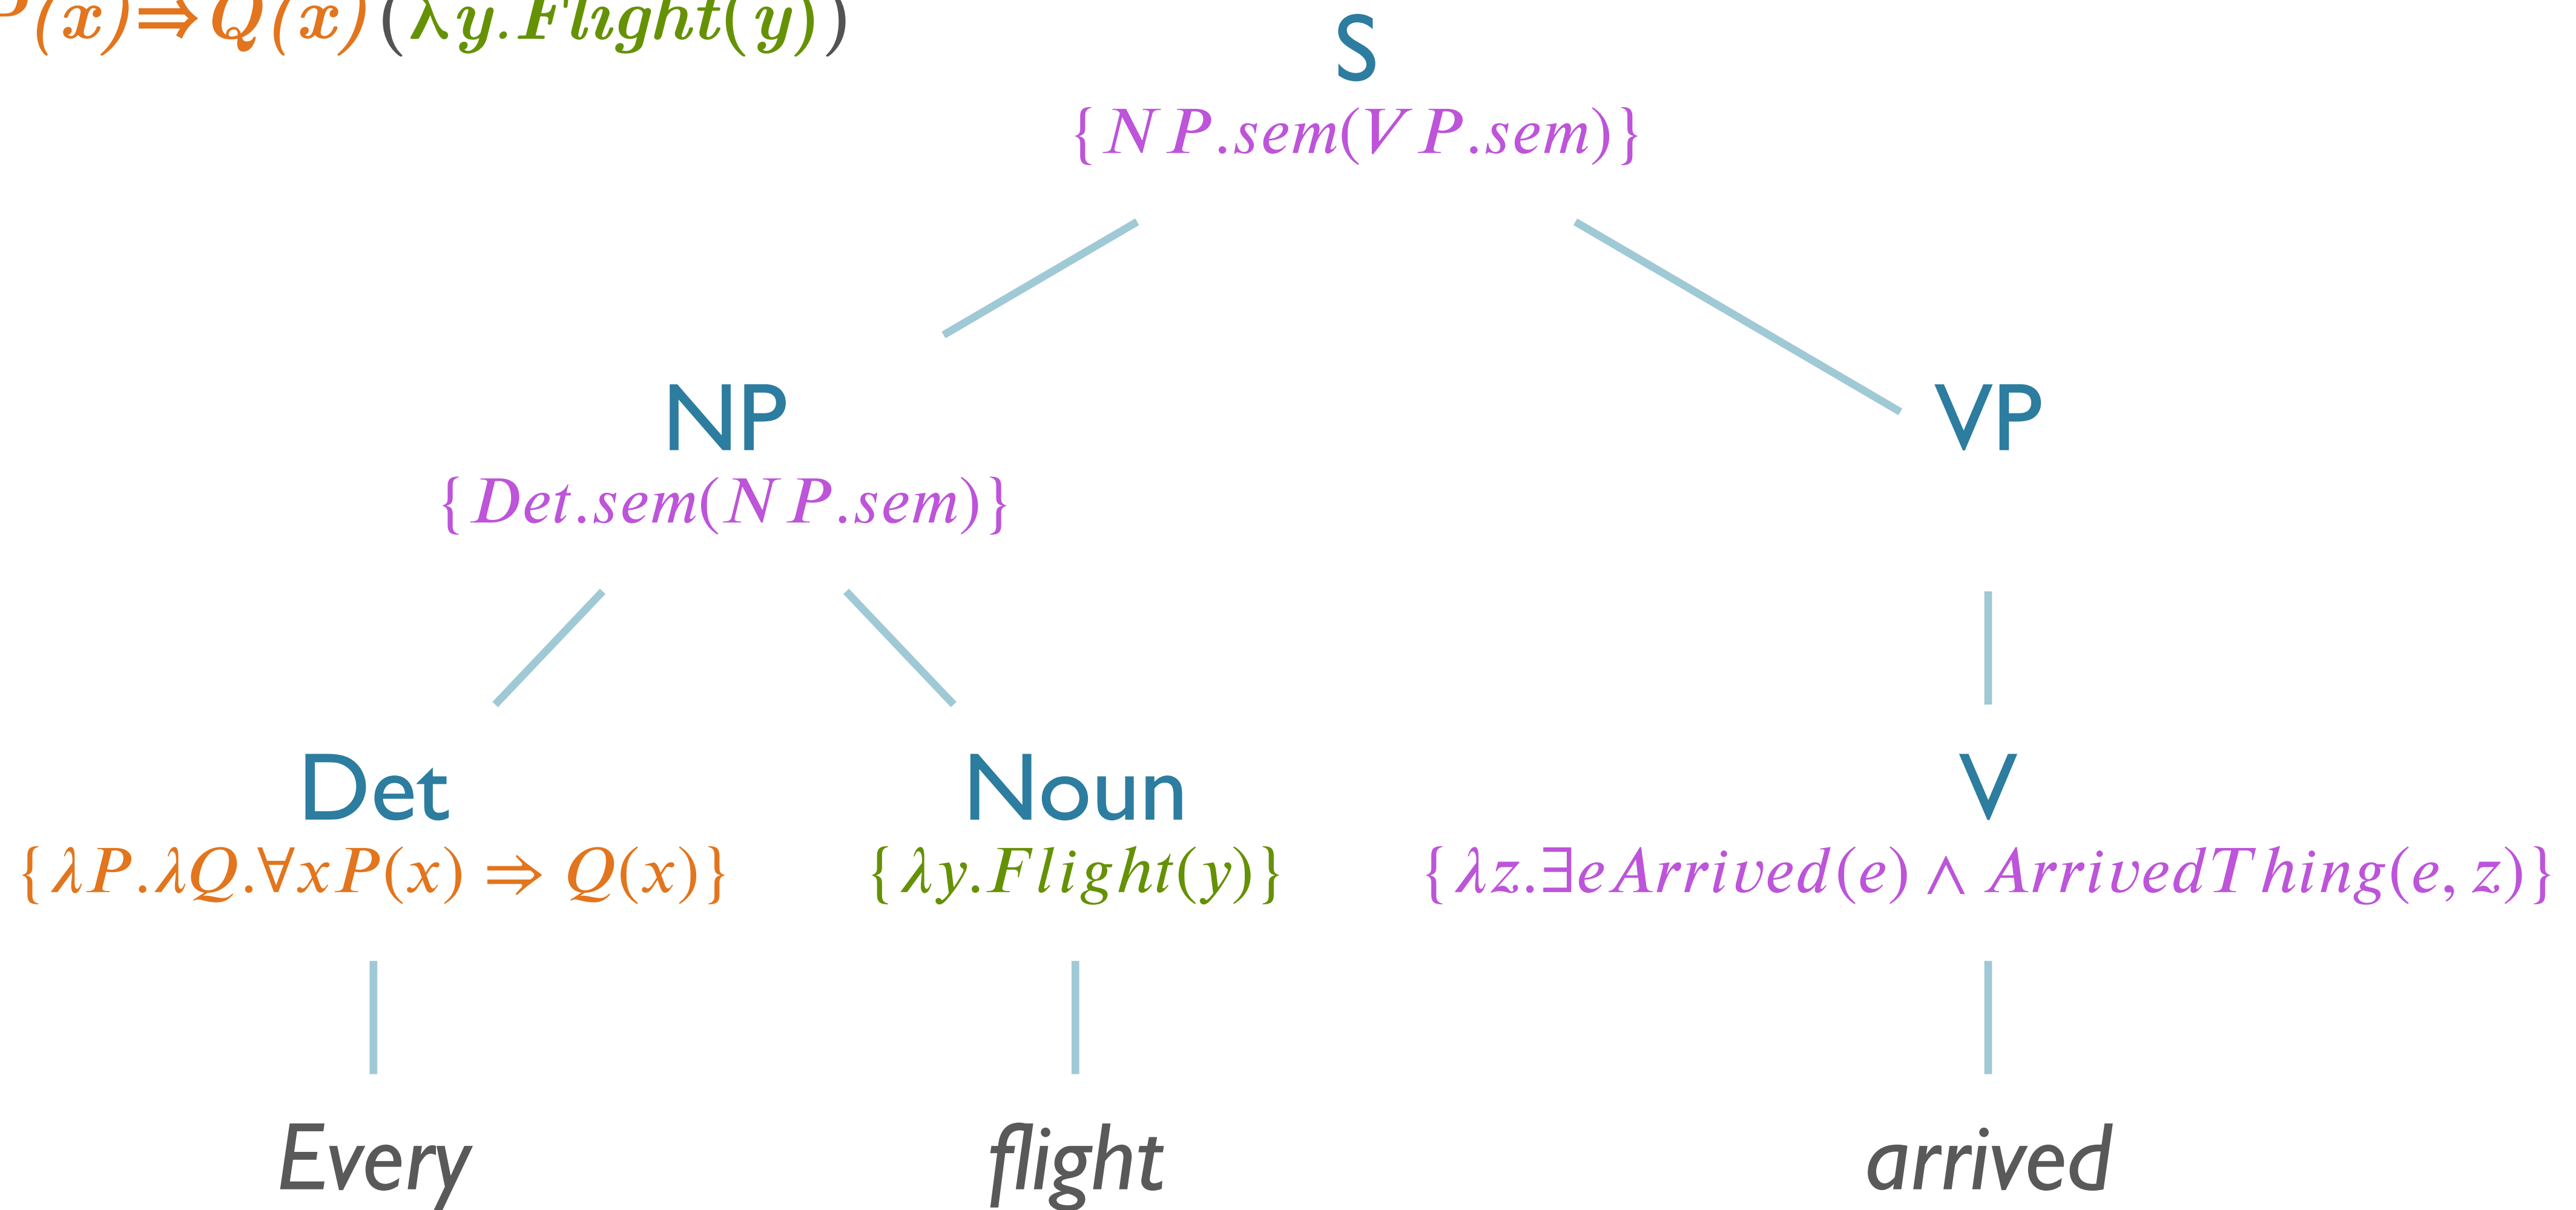 P(x)⇒Q(x)(λy.Flight(y))
S
{NP.sem(VP.sem)}
NP VP
{Det.sem(NP.sem)}
Det Noun V
{λP.λQ.∀xP(x) ⇒ Q(x)} {λy.Flight(y)} {λz.∃eArrived(e) ∧ ArrivedThing(e, z)}
Every flight arrived